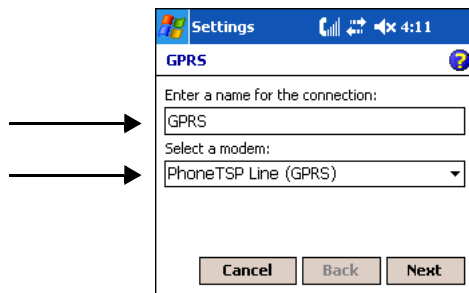 Settings 4:11
GPRS
Enter a name for the connection:
GPRS
Select a modem:
PhoneTSP Line (GPRS)
Cancel Back Next